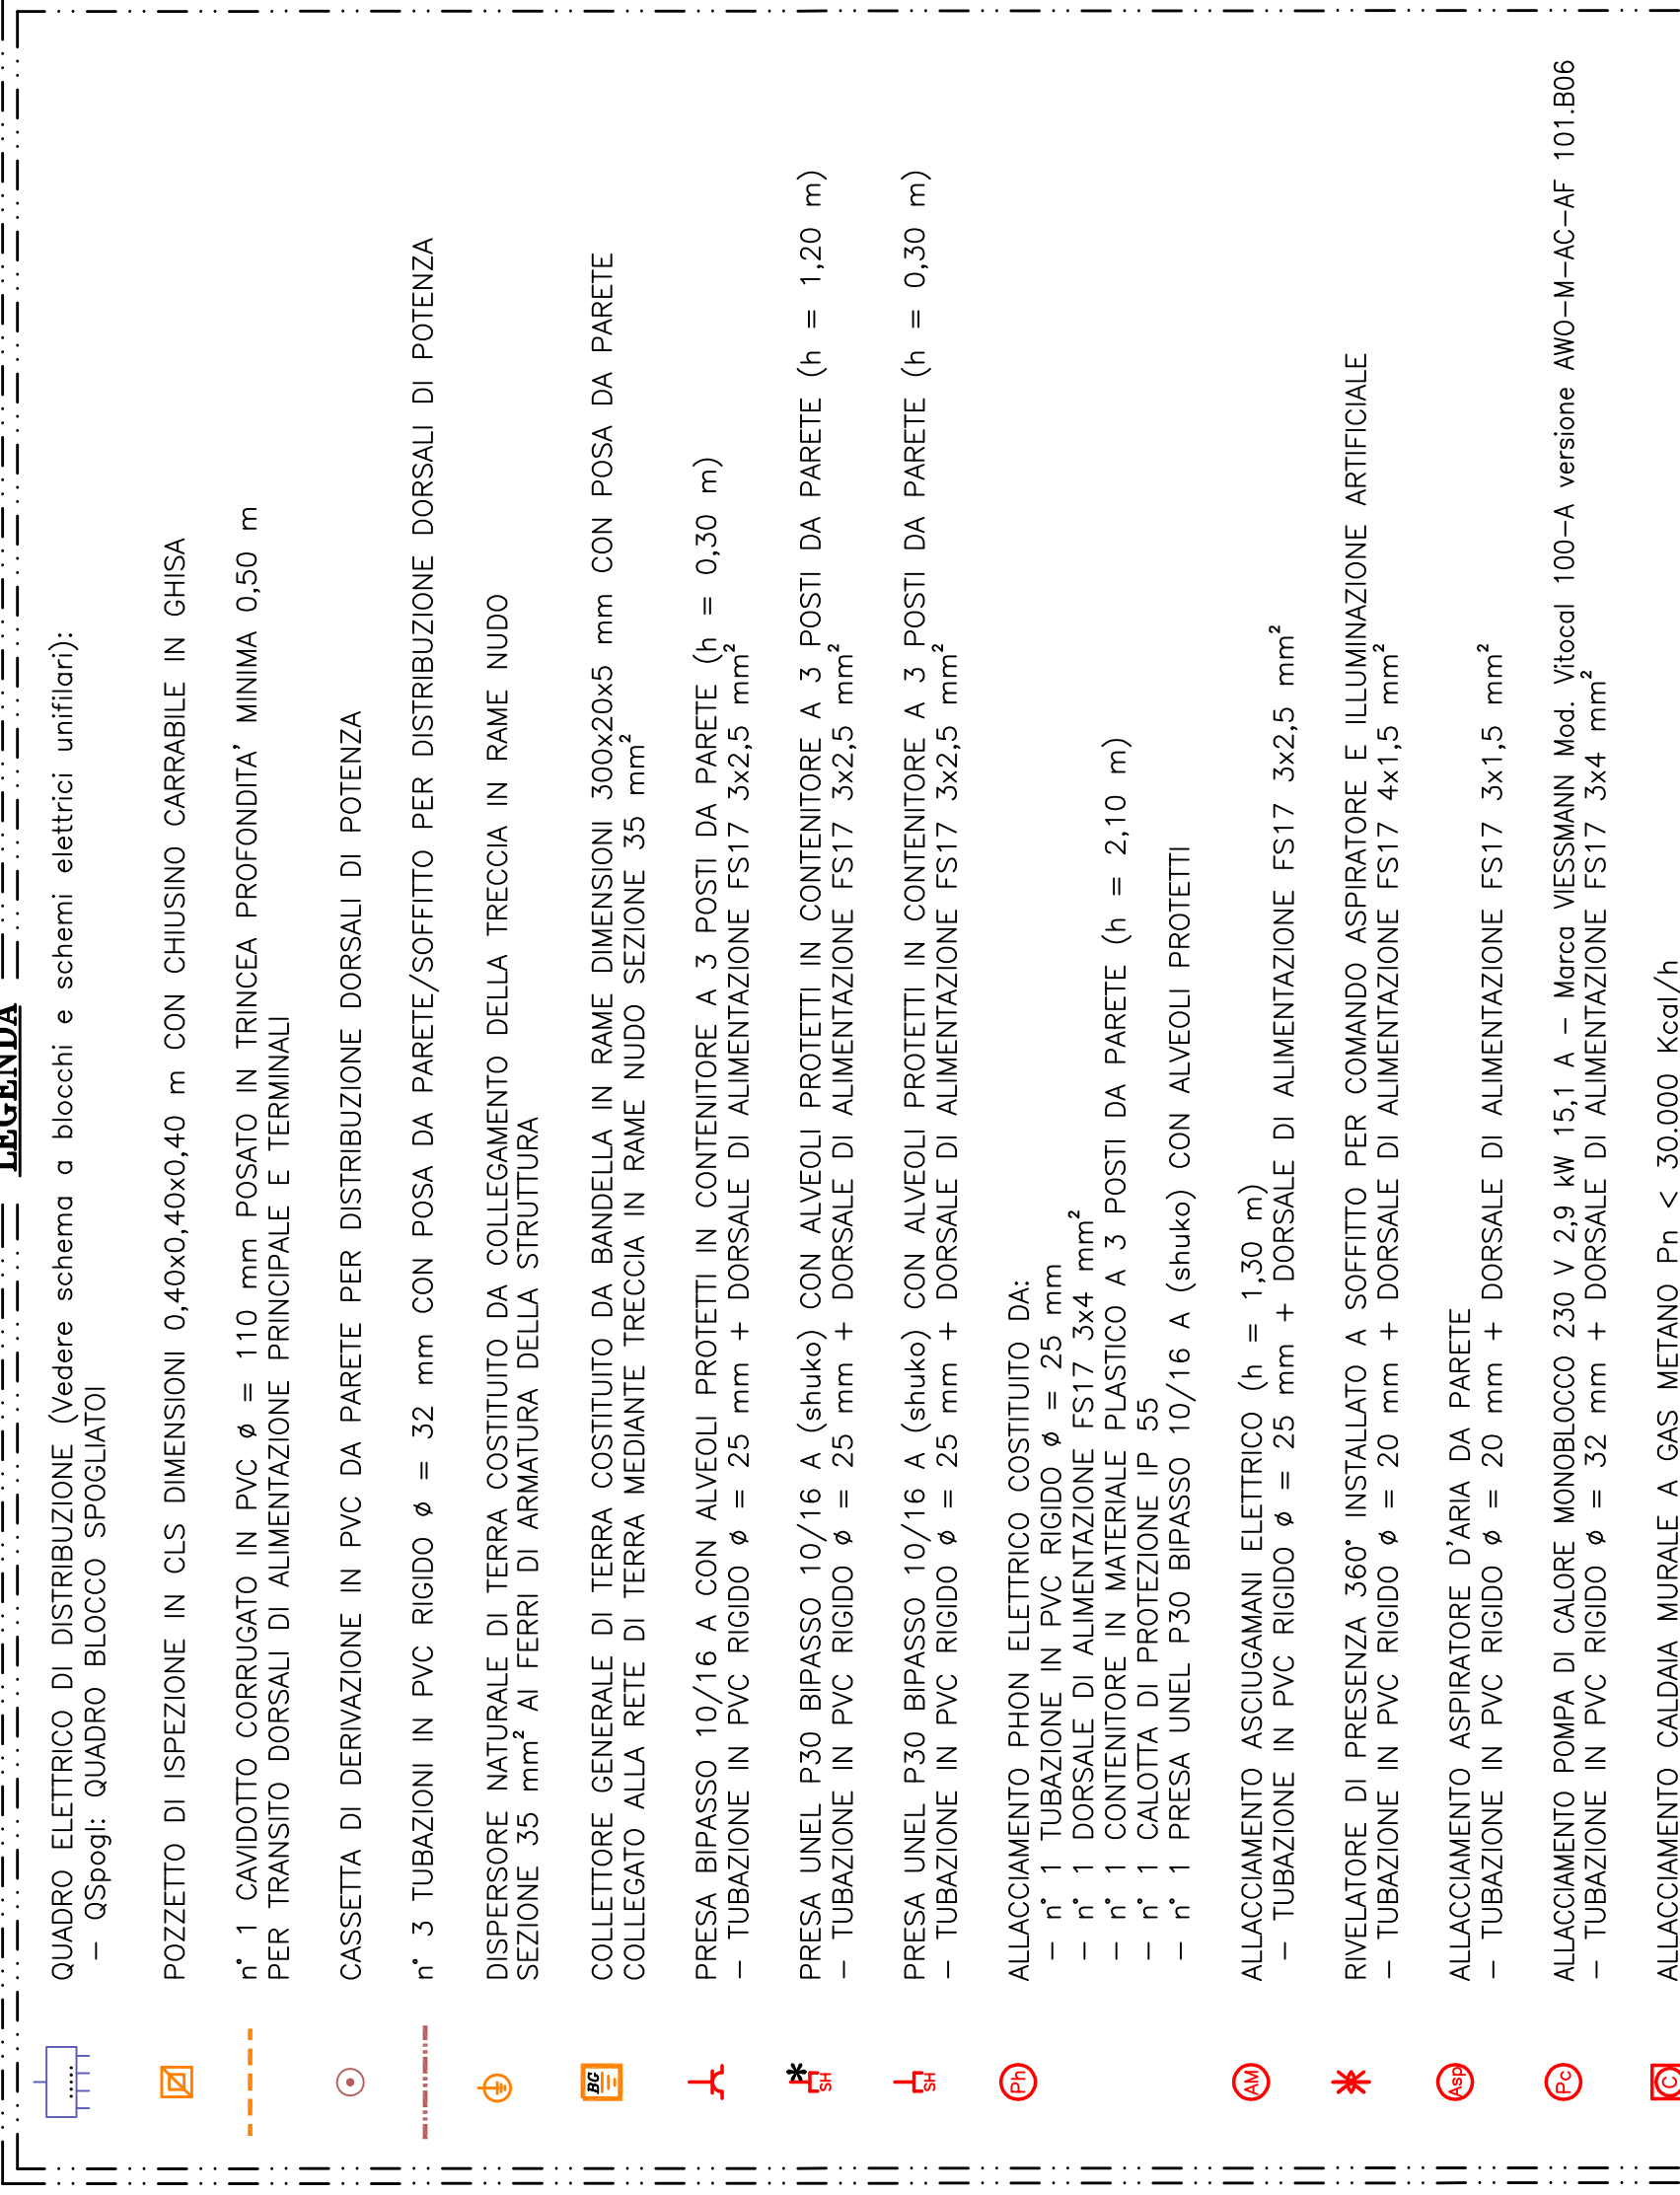 LEGENDA
QUADRO ELETTRICO DI DISTRIBUZIONE (Vedere schema a blocchi e schemi elettrici unifilari):
– QSpogl: QUADRO BLOCCO SPOGLIATOI
POZZETTO DI ISPEZIONE IN CLS DIMENSIONI 0,40x0,40x0,40 m CON CHIUSINO CARRABILE IN GHISA
n° 1 CAVIDOTTO CORRUGATO IN PVC ø = 110 mm POSATO IN TRINCEA PROFONDITA' MINIMA 0,50 m
PER TRANSITO DORSALI DI ALIMENTAZIONE PRINCIPALE E TERMINALI
CASSETTA DI DERIVAZIONE IN PVC DA PARETE PER DISTRIBUZIONE DORSALI DI POTENZA
n° 3 TUBAZIONI IN PVC RIGIDO ø = 32 mm CON POSA DA PARETE/SOFFITTO PER DISTRIBUZIONE DORSALI DI POTENZA
DISPERSORE NATURALE DI TERRA COSTITUITO DA COLLEGAMENTO DELLA TRECCIA IN RAME NUDO
SEZIONE 35 mm² AI FERRI DI ARMATURA DELLA STRUTTURA
BG COLLETTORE GENERALE DI TERRA COSTITUITO DA BANDELLA IN RAME DIMENSIONI 300x20x5 mm CON POSA DA PARETE
COLLEGATO ALLA RETE DI TERRA MEDIANTE TRECCIA IN RAME NUDO SEZIONE 35 mm²
PRESA BIPASSO 10/16 A CON ALVEOLI PROTETTI IN CONTENITORE A 3 POSTI DA PARETE (h = 0,30 m)
– TUBAZIONE IN PVC RIGIDO ø = 25 mm + DORSALE DI ALIMENTAZIONE FS17 3x2,5 mm²
* SH PRESA UNEL P30 BIPASSO 10/16 A (shuko) CON ALVEOLI PROTETTI IN CONTENITORE A 3 POSTI DA PARETE (h = 1,20 m)
– TUBAZIONE IN PVC RIGIDO ø = 25 mm + DORSALE DI ALIMENTAZIONE FS17 3x2,5 mm²
SH PRESA UNEL P30 BIPASSO 10/16 A (shuko) CON ALVEOLI PROTETTI IN CONTENITORE A 3 POSTI DA PARETE (h = 0,30 m)
– TUBAZIONE IN PVC RIGIDO ø = 25 mm + DORSALE DI ALIMENTAZIONE FS17 3x2,5 mm²
Ph ALLACCIAMENTO PHON ELETTRICO COSTITUITO DA:
– n° 1 TUBAZIONE IN PVC RIGIDO ø = 25 mm
– n° 1 DORSALE DI ALIMENTAZIONE FS17 3x4 mm²
– n° 1 CONTENITORE IN MATERIALE PLASTICO A 3 POSTI DA PARETE (h = 2,10 m)
– n° 1 CALOTTA DI PROTEZIONE IP 55
– n° 1 PRESA UNEL P30 BIPASSO 10/16 A (shuko) CON ALVEOLI PROTETTI
AM ALLACCIAMENTO ASCIUGAMANI ELETTRICO (h = 1,30 m)
– TUBAZIONE IN PVC RIGIDO ø = 25 mm + DORSALE DI ALIMENTAZIONE FS17 3x2,5 mm²
RIVELATORE DI PRESENZA 360° INSTALLATO A SOFFITTO PER COMANDO ASPIRATORE E ILLUMINAZIONE ARTIFICIALE
– TUBAZIONE IN PVC RIGIDO ø = 20 mm + DORSALE DI ALIMENTAZIONE FS17 4x1,5 mm²
Asp ALLACCIAMENTO ASPIRATORE D'ARIA DA PARETE
– TUBAZIONE IN PVC RIGIDO ø = 20 mm + DORSALE DI ALIMENTAZIONE FS17 3x1,5 mm²
Pc ALLACCIAMENTO POMPA DI CALORE MONOBLOCCO 230 V 2,9 kW 15,1 A – Marca VIESSMANN Mod. Vitocal 100–A versione AWO–M–AC–AF 101.B06
– TUBAZIONE IN PVC RIGIDO ø = 32 mm + DORSALE DI ALIMENTAZIONE FS17 3x4 mm²
C ALLACCIAMENTO CALDAIA MURALE A GAS METANO Pn < 30.000 Kcal/h